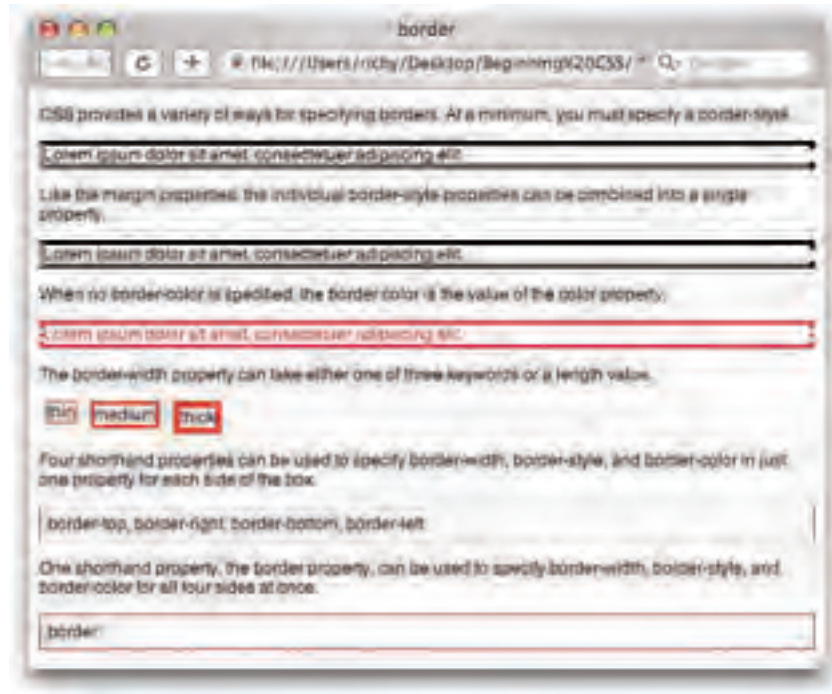 border
file:///Users/richy/Desktop/Beginning%20CSS/
CSS provides a variety of ways for specifying borders. At a minimum, you must specify a border-style.
Lorem ipsum dolor sit amet, consectetuer adipiscing elit.
Like the margin properties, the individual border-style properties can be combined into a single
property.
Lorem ipsum dolor sit amet, consectetuer adipiscing elit.
When no border-color is specified, the border color is the value of the color property.
Lorem ipsum dolor sit amet, consectetuer adipiscing elit.
The border-width property can take either one of three keywords or a length value.
thin medium thick
Four shorthand properties can be used to specify border-width, border-style, and border-color in just
one property for each side of the box.
border-top, border-right, border-bottom, border-left
One shorthand property, the border property, can be used to specify border-width, border-style, and
border-color for all four sides at once.
border